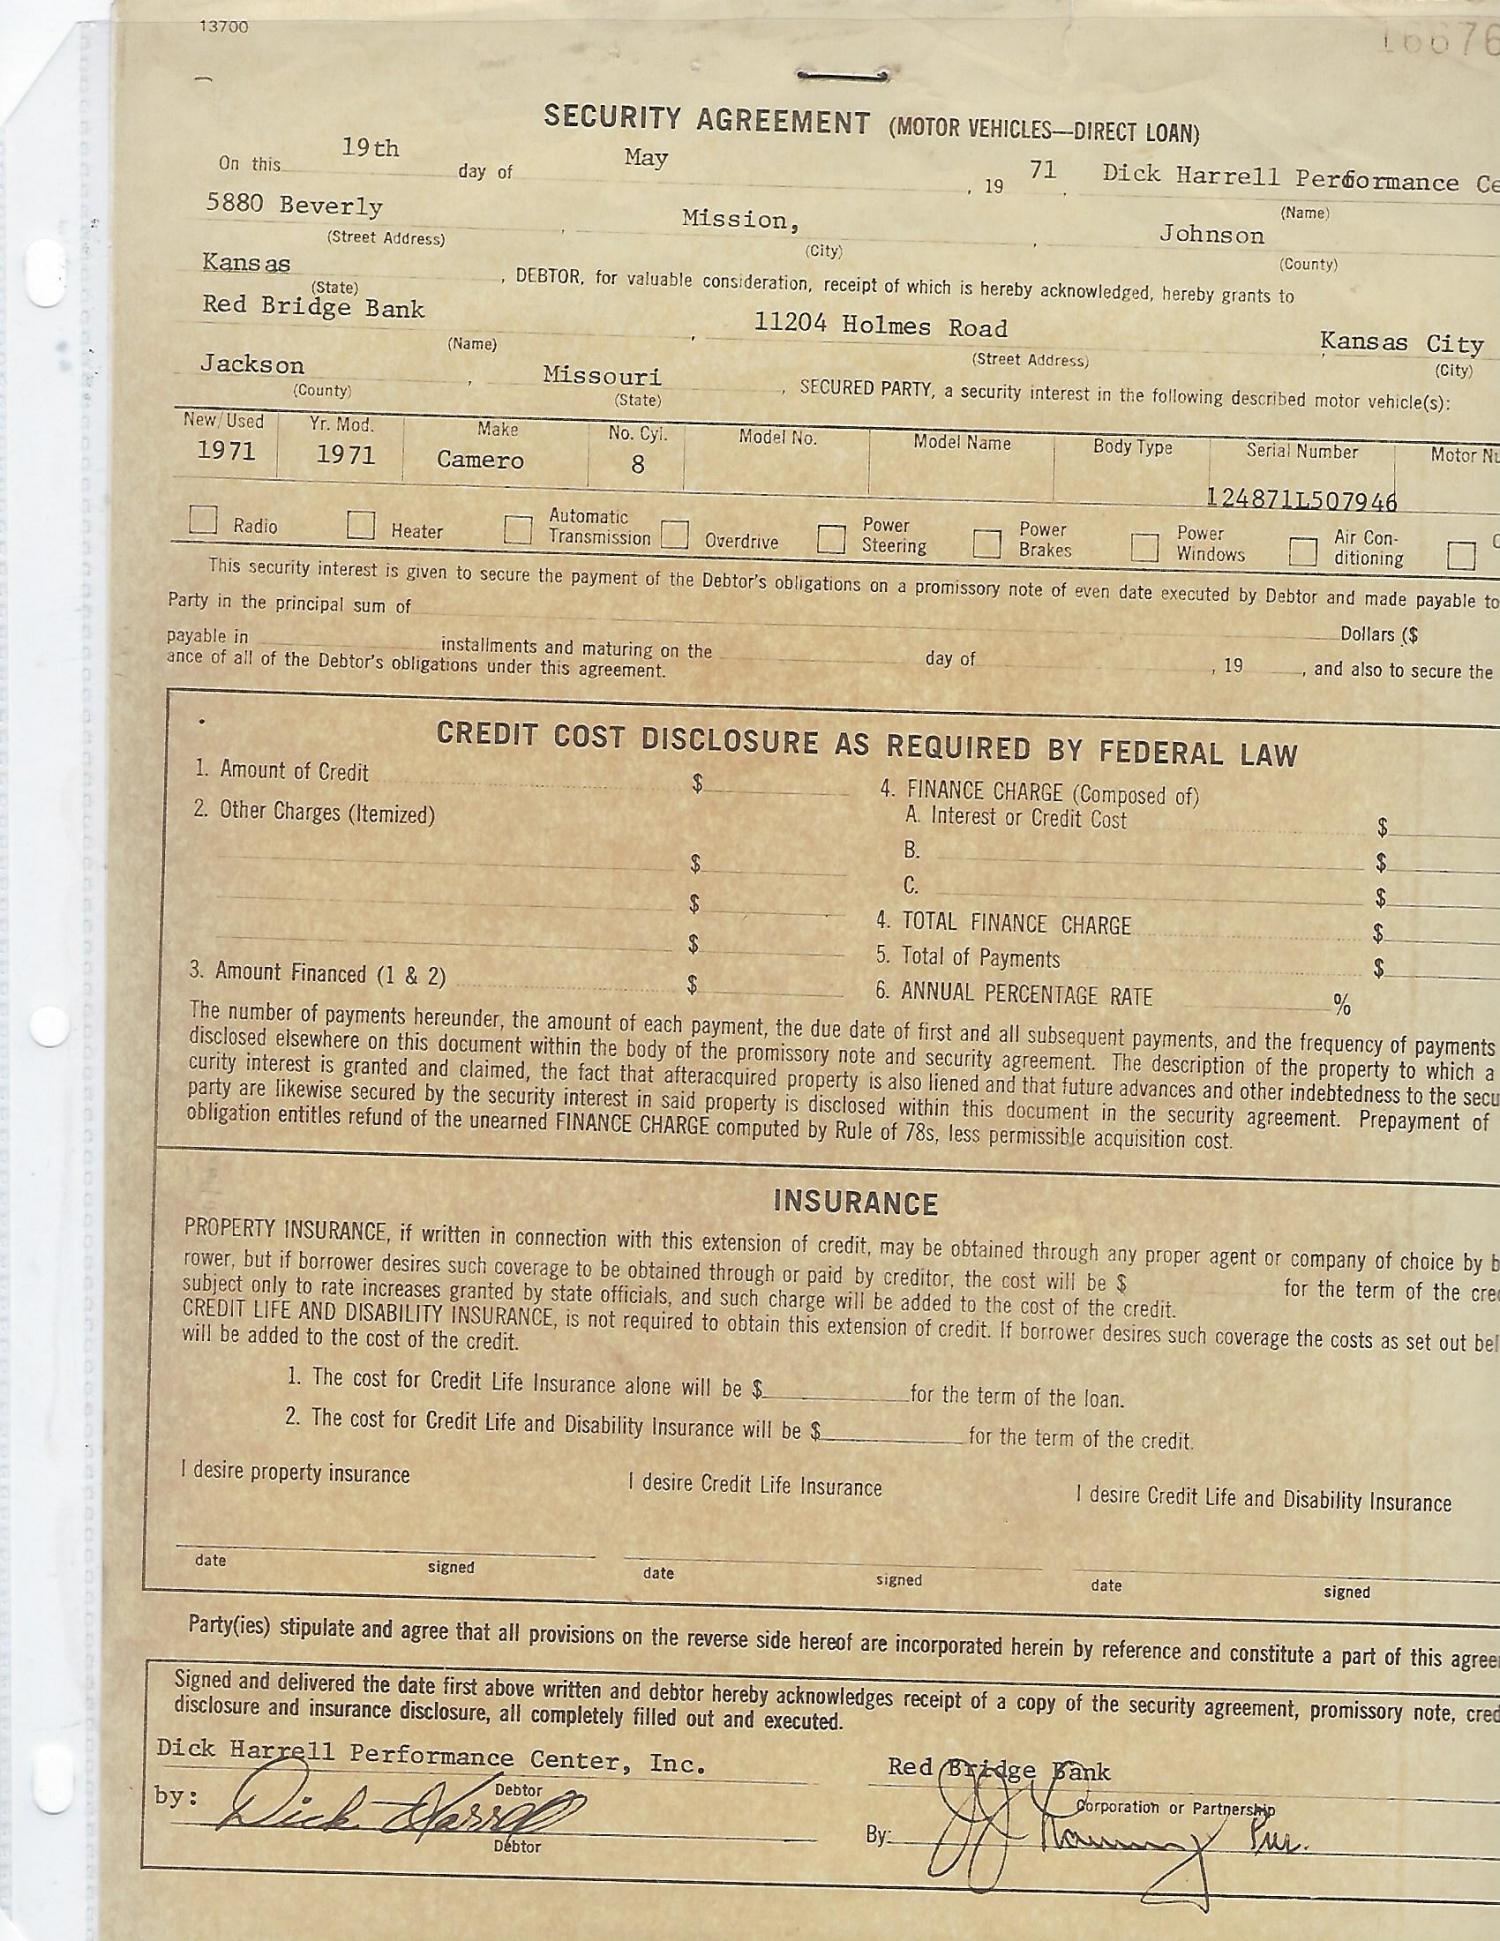 13700
16676
SECURITY AGREEMENT (MOTOR VEHICLES—DIRECT LOAN)
On this 19th day of May, 19 71, Dick Harrell Perdormance Ce
(Name)
5880 Beverly, Mission, Johnson
(Street Address) (City) (County)
Kansas, DEBTOR, for valuable consideration, receipt of which is hereby acknowledged, hereby grants to
(State)
Red Bridge Bank, 11204 Holmes Road Kansas City
(Name) (Street Address) (City)
Jackson, Missouri, SECURED PARTY, a security interest in the following described motor vehicle(s):
(County) (State)
New/Used Yr. Mod. Make No. Cyl. Model No. Model Name Body Type Serial Number Motor Nu
1971 1971 Camero 8 124871L507946
Radio Heater Automatic Transmission Overdrive Power Steering Power Brakes Power Windows Air Conditioning
This security interest is given to secure the payment of the Debtor's obligations on a promissory note of even date executed by Debtor and made payable to
Party in the principal sum of Dollars ($
payable in installments and maturing on the day of , 19 , and also to secure the
ance of all of the Debtor's obligations under this agreement.
CREDIT COST DISCLOSURE AS REQUIRED BY FEDERAL LAW
1. Amount of Credit $
2. Other Charges (Itemized)
$
$
$
3. Amount Financed (1 & 2) $
4. FINANCE CHARGE (Composed of)
A. Interest or Credit Cost $
B. $
C. $
4. TOTAL FINANCE CHARGE $
5. Total of Payments $
6. ANNUAL PERCENTAGE RATE %
The number of payments hereunder, the amount of each payment, the due date of first and all subsequent payments, and the frequency of payments
disclosed elsewhere on this document within the body of the promissory note and security agreement. The description of the property to which a
curity interest is granted and claimed, the fact that afteracquired property is also liened and that future advances and other indebtedness to the secu
party are likewise secured by the security interest in said property is disclosed within this document in the security agreement. Prepayment of
obligation entitles refund of the unearned FINANCE CHARGE computed by Rule of 78s, less permissible acquisition cost.
INSURANCE
PROPERTY INSURANCE, if written in connection with this extension of credit, may be obtained through any proper agent or company of choice by b
rower, but if borrower desires such coverage to be obtained through or paid by creditor, the cost will be $ for the term of the cre
subject only to rate increases granted by state officials, and such charge will be added to the cost of the credit.
CREDIT LIFE AND DISABILITY INSURANCE, is not required to obtain this extension of credit. If borrower desires such coverage the costs as set out bel
will be added to the cost of the credit.
1. The cost for Credit Life Insurance alone will be $ for the term of the loan.
2. The cost for Credit Life and Disability Insurance will be $ for the term of the credit.
I desire property insurance I desire Credit Life Insurance I desire Credit Life and Disability Insurance
date signed date signed date signed
Party(ies) stipulate and agree that all provisions on the reverse side hereof are incorporated herein by reference and constitute a part of this agree
Signed and delivered the date first above written and debtor hereby acknowledges receipt of a copy of the security agreement, promissory note, cred
disclosure and insurance disclosure, all completely filled out and executed.
Dick Harrell Performance Center, Inc. Red Bridge Bank
Debtor Corporation or Partnership
by: Dick Harrell By:
Debtor